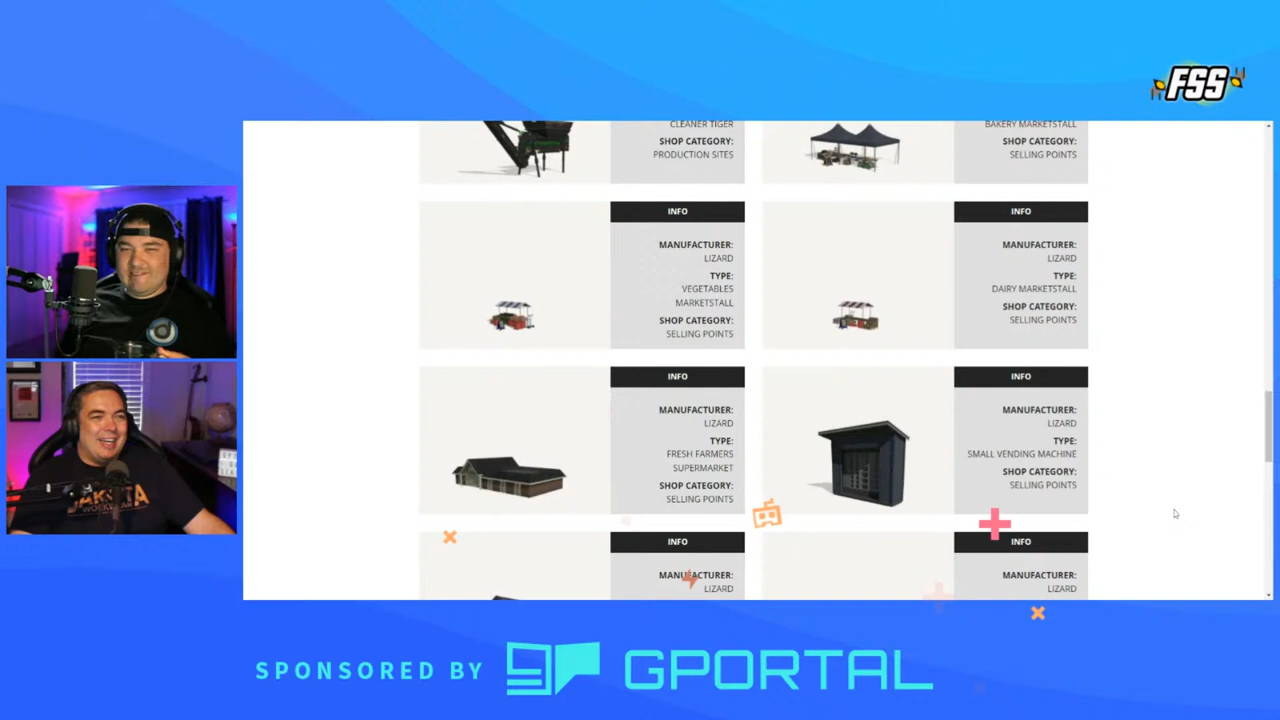 FSS
CLEANER TIGER
SHOP CATEGORY:
PRODUCTION SITES
BAKERY MARKETSTALL
SHOP CATEGORY:
SELLING POINTS
INFO
MANUFACTURER:
LIZARD
TYPE:
VEGETABLES
MARKETSTALL
SHOP CATEGORY:
SELLING POINTS
INFO
MANUFACTURER:
LIZARD
TYPE:
DAIRY MARKETSTALL
SHOP CATEGORY:
SELLING POINTS
INFO
MANUFACTURER:
LIZARD
TYPE:
FRESH FARMERS
SUPERMARKET
SHOP CATEGORY:
SELLING POINTS
INFO
MANUFACTURER:
LIZARD
TYPE:
SMALL VENDING MACHINE
SHOP CATEGORY:
SELLING POINTS
INFO
MANUFACTURER:
LIZARD
INFO
MANUFACTURER:
LIZARD
SPONSORED BY
GPORTAL